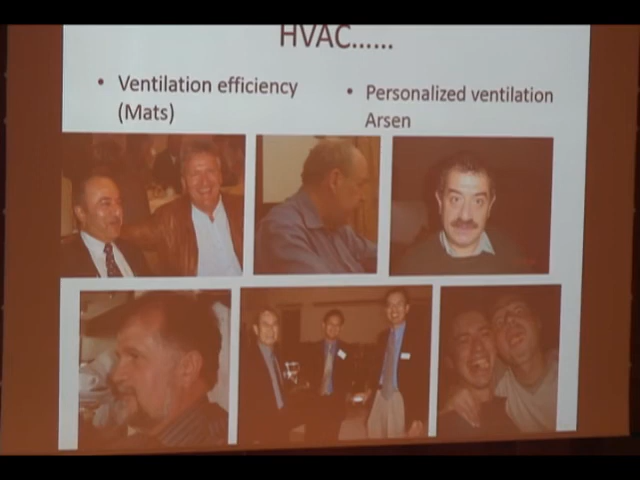 HVAC......
• Ventilation efficiency
(Mats)
• Personalized ventilation
Arsen